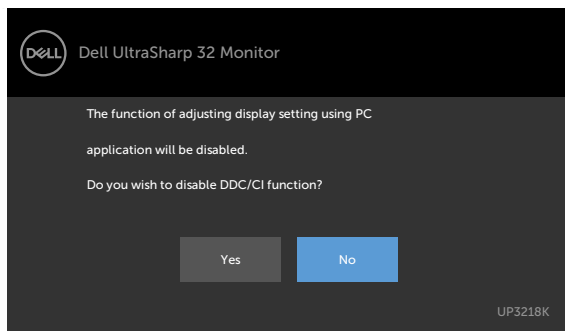 DELL
Dell UltraSharp 32 Monitor
The function of adjusting display setting using PC
application will be disabled.
Do you wish to disable DDC/CI function?
Yes
No
UP3218K